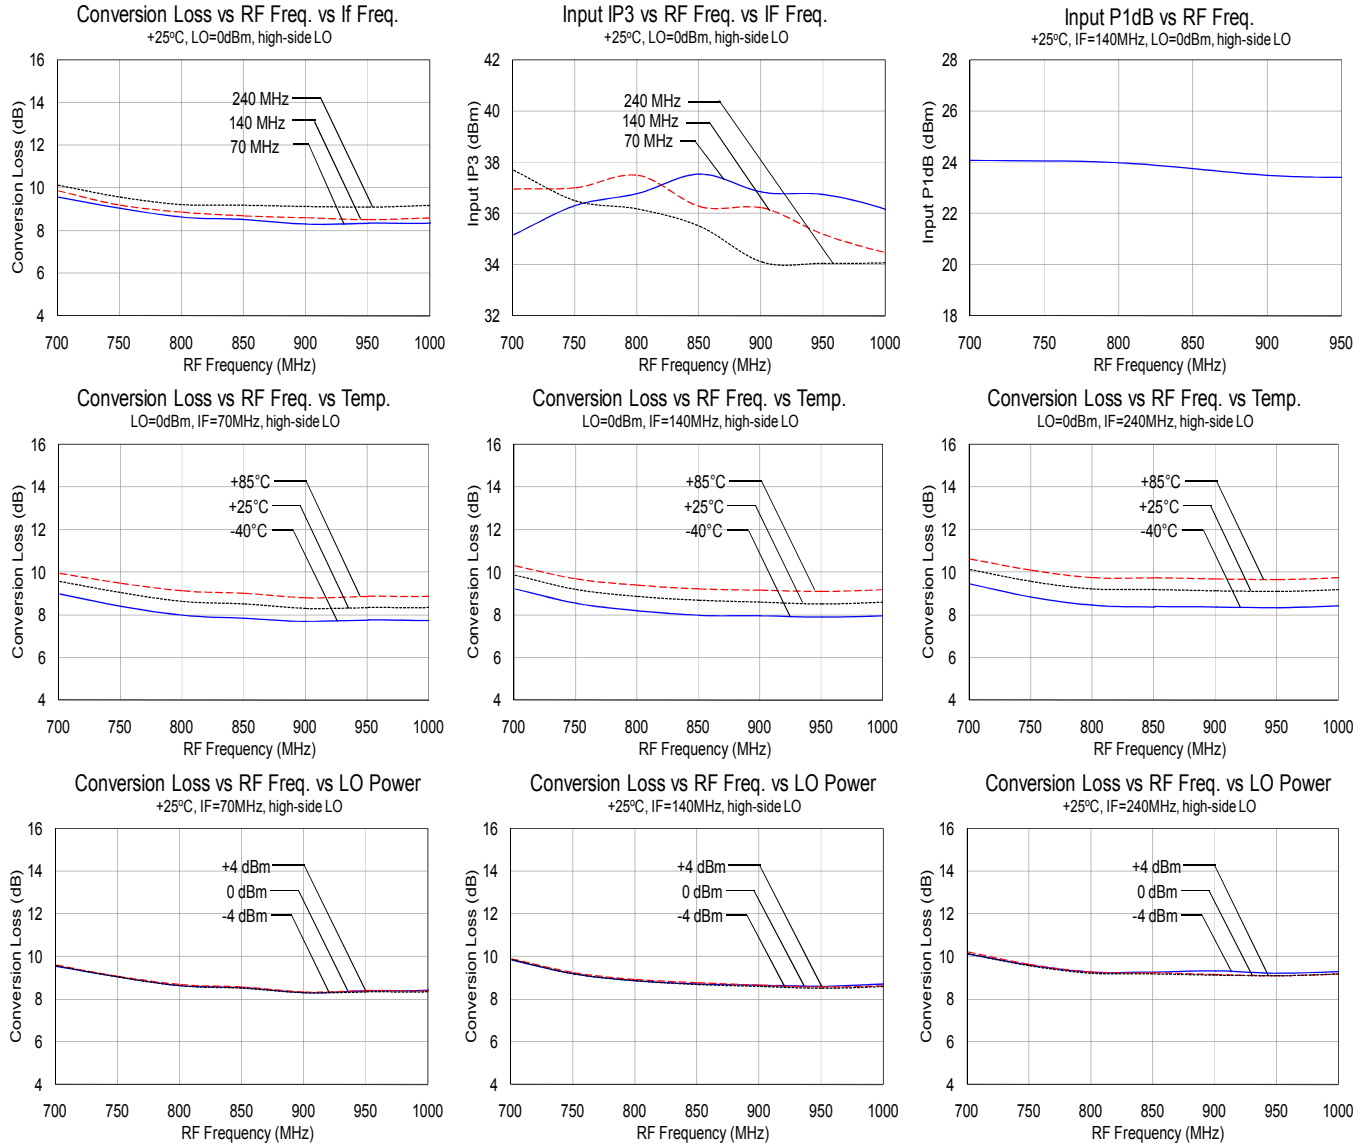 Conversion Loss vs RF Freq. vs If Freq.
+25ºC, LO=0dBm, high-side LO
Conversion Loss (dB)
16
14
12
10
8
6
4
240 MHz
140 MHz
70 MHz
700 750 800 850 900 950 1000
RF Frequency (MHz)
Input IP3 vs RF Freq. vs IF Freq.
+25ºC, LO=0dBm, high-side LO
Input IP3 (dBm)
42
40
38
36
34
32
240 MHz
140 MHz
70 MHz
700 750 800 850 900 950 1000
RF Frequency (MHz)
Input P1dB vs RF Freq.
+25ºC, IF=140MHz, LO=0dBm, high-side LO
Input P1dB (dBm)
28
26
24
22
20
18
700 750 800 850 900 950
RF Frequency (MHz)
Conversion Loss vs RF Freq. vs Temp.
LO=0dBm, IF=70MHz, high-side LO
Conversion Loss (dB)
16
14
12
10
8
6
4
+85°C
+25°C
-40°C
700 750 800 850 900 950 1000
RF Frequency (MHz)
Conversion Loss vs RF Freq. vs Temp.
LO=0dBm, IF=140MHz, high-side LO
Conversion Loss (dB)
16
14
12
10
8
6
4
+85°C
+25°C
-40°C
700 750 800 850 900 950 1000
RF Frequency (MHz)
Conversion Loss vs RF Freq. vs Temp.
LO=0dBm, IF=240MHz, high-side LO
Conversion Loss (dB)
16
14
12
10
8
6
4
+85°C
+25°C
-40°C
700 750 800 850 900 950 1000
RF Frequency (MHz)
Conversion Loss vs RF Freq. vs LO Power
+25ºC, IF=70MHz, high-side LO
Conversion Loss (dB)
16
14
12
10
8
6
4
+4 dBm
0 dBm
-4 dBm
700 750 800 850 900 950 1000
RF Frequency (MHz)
Conversion Loss vs RF Freq. vs LO Power
+25ºC, IF=140MHz, high-side LO
Conversion Loss (dB)
16
14
12
10
8
6
4
+4 dBm
0 dBm
-4 dBm
700 750 800 850 900 950 1000
RF Frequency (MHz)
Conversion Loss vs RF Freq. vs LO Power
+25ºC, IF=240MHz, high-side LO
Conversion Loss (dB)
16
14
12
10
8
6
4
+4 dBm
0 dBm
-4 dBm
700 750 800 850 900 950 1000
RF Frequency (MHz)